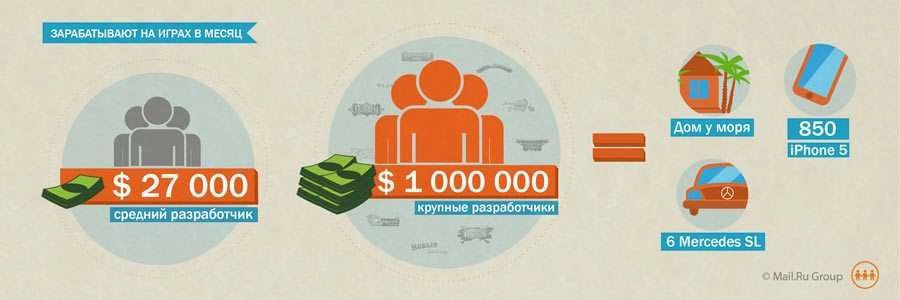 ЗАРАБАТЫВАЮТ НА ИГРАХ В МЕСЯЦ
$ 27 000
средний разработчик
$ 1 000 000
крупные разработчики
Дом у моря
850
iPhone 5
6 Mercedes SL
© Mail.Ru Group